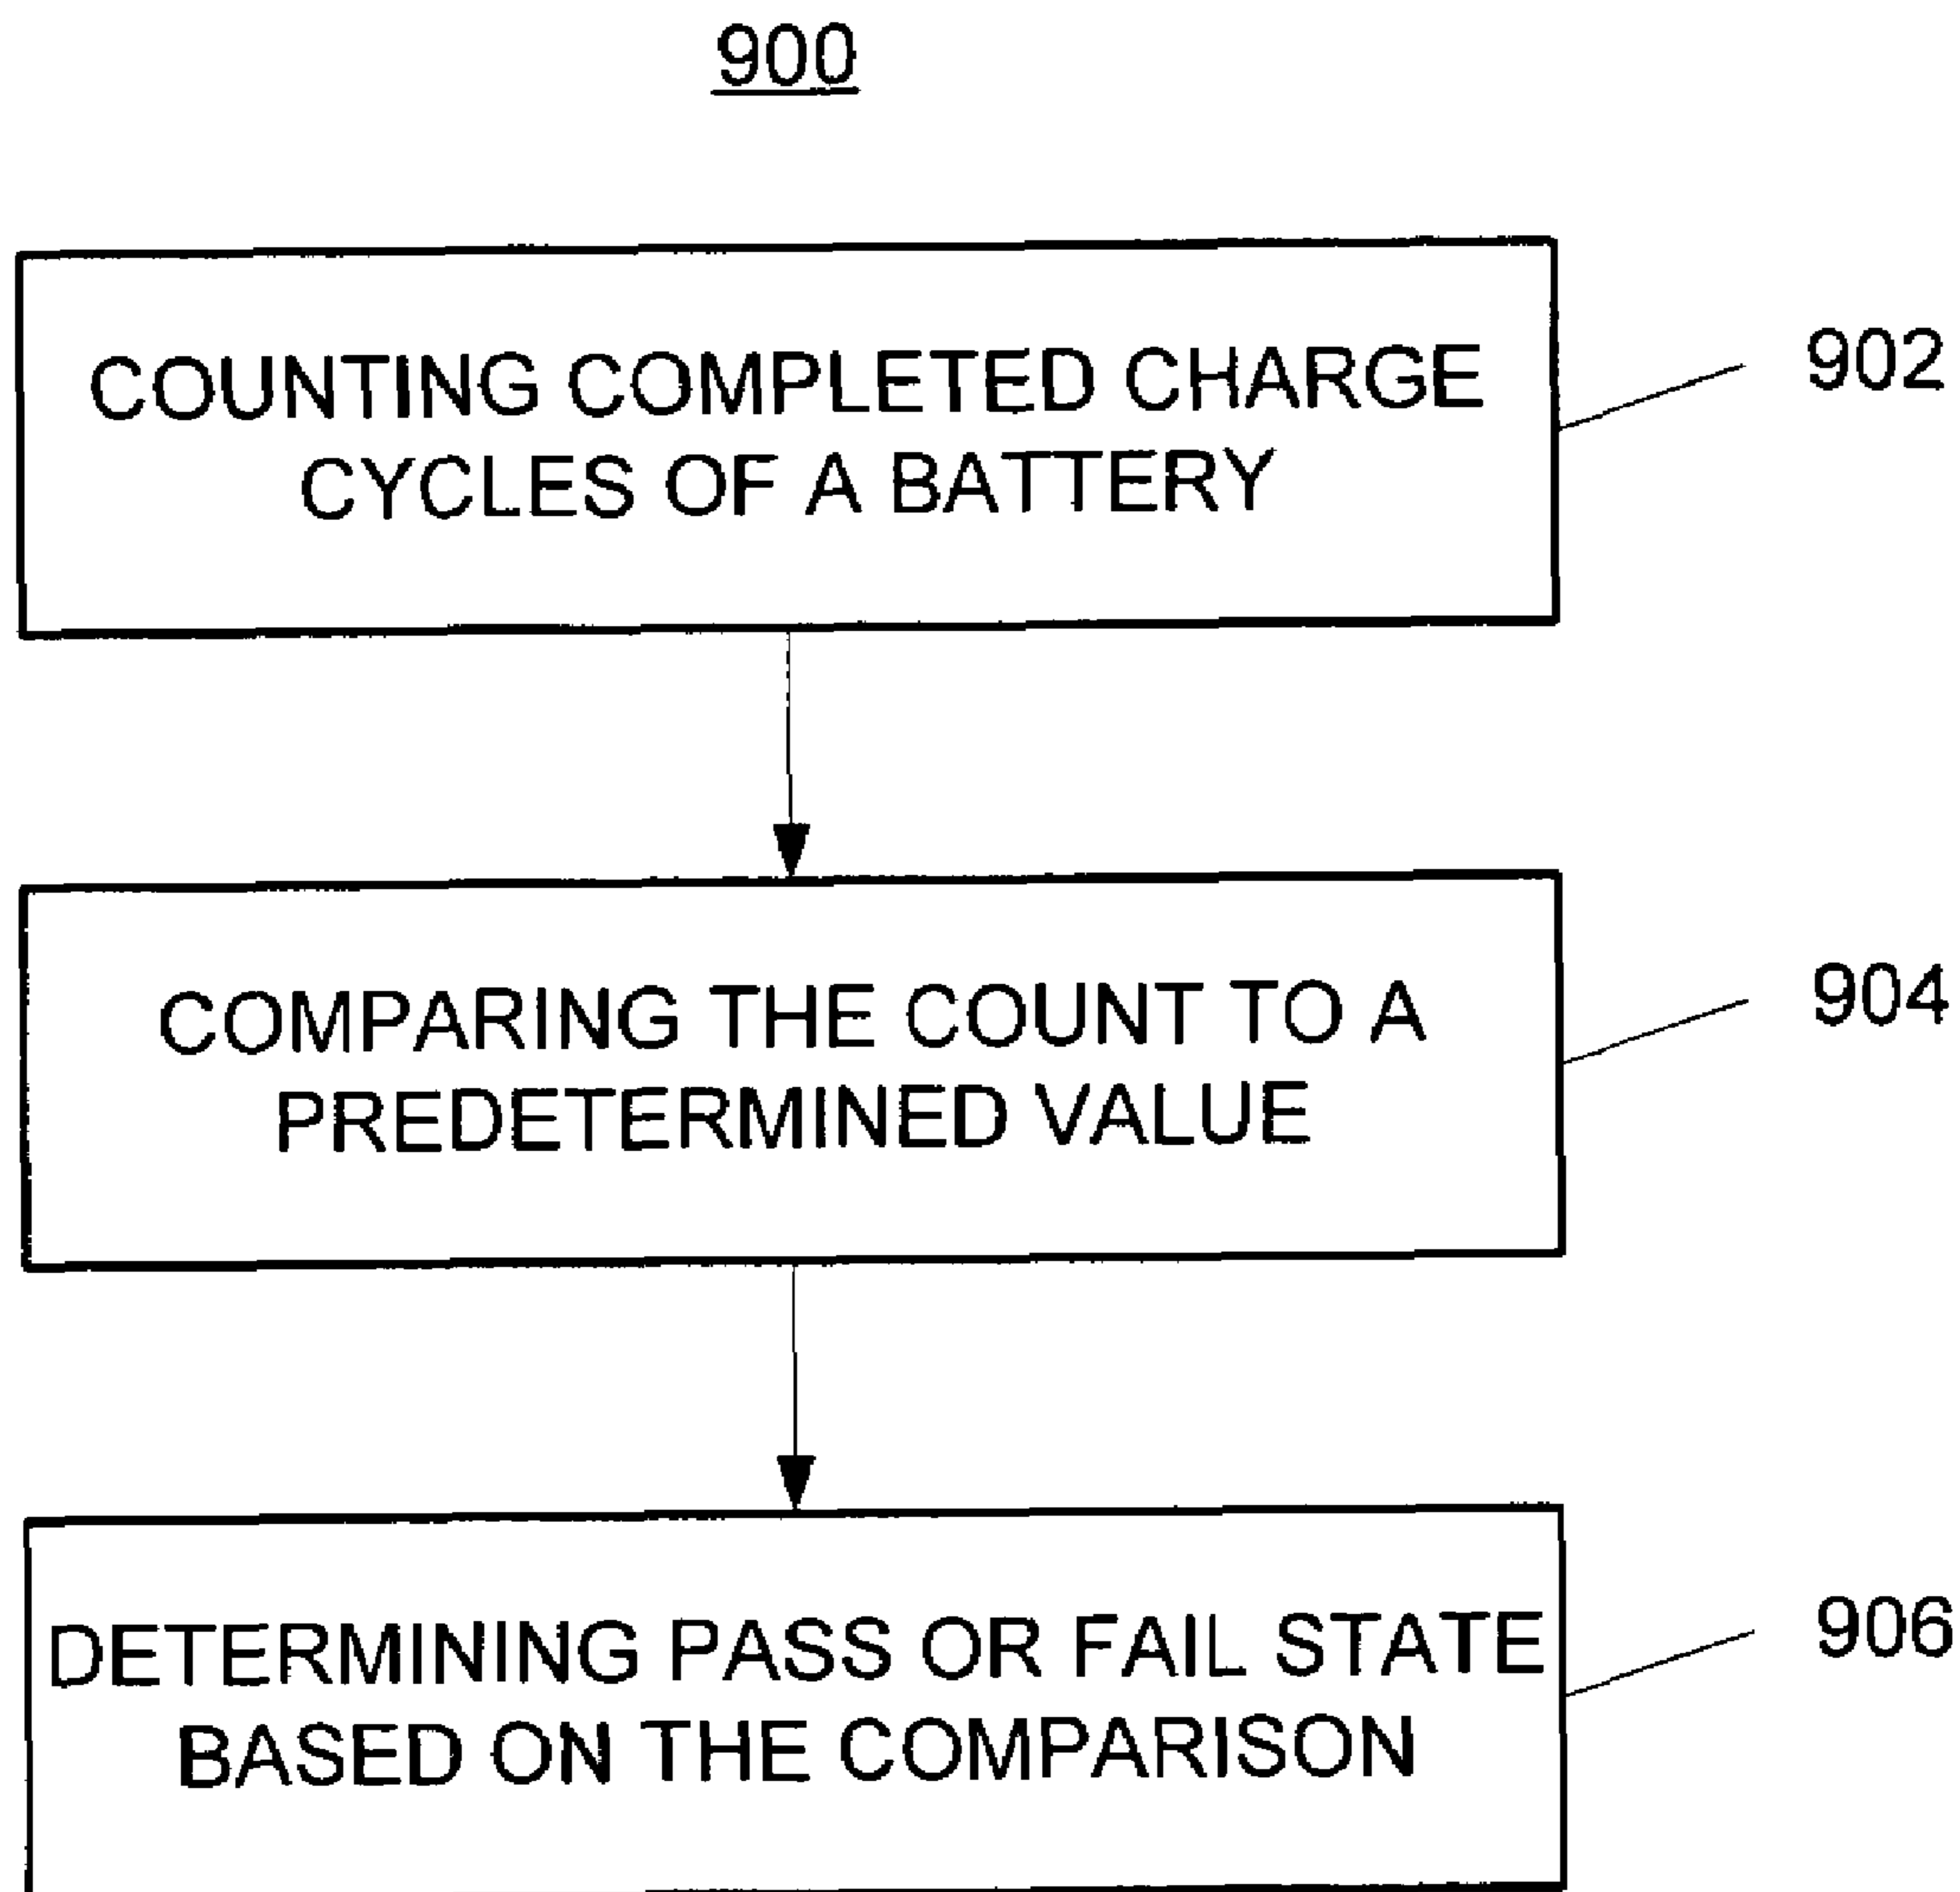 900
COUNTING COMPLETED CHARGE
CYCLES OF A BATTERY
902
COMPARING THE COUNT TO A
PREDETERMINED VALUE
904
DETERMINING PASS OR FAIL STATE
BASED ON THE COMPARISON
906